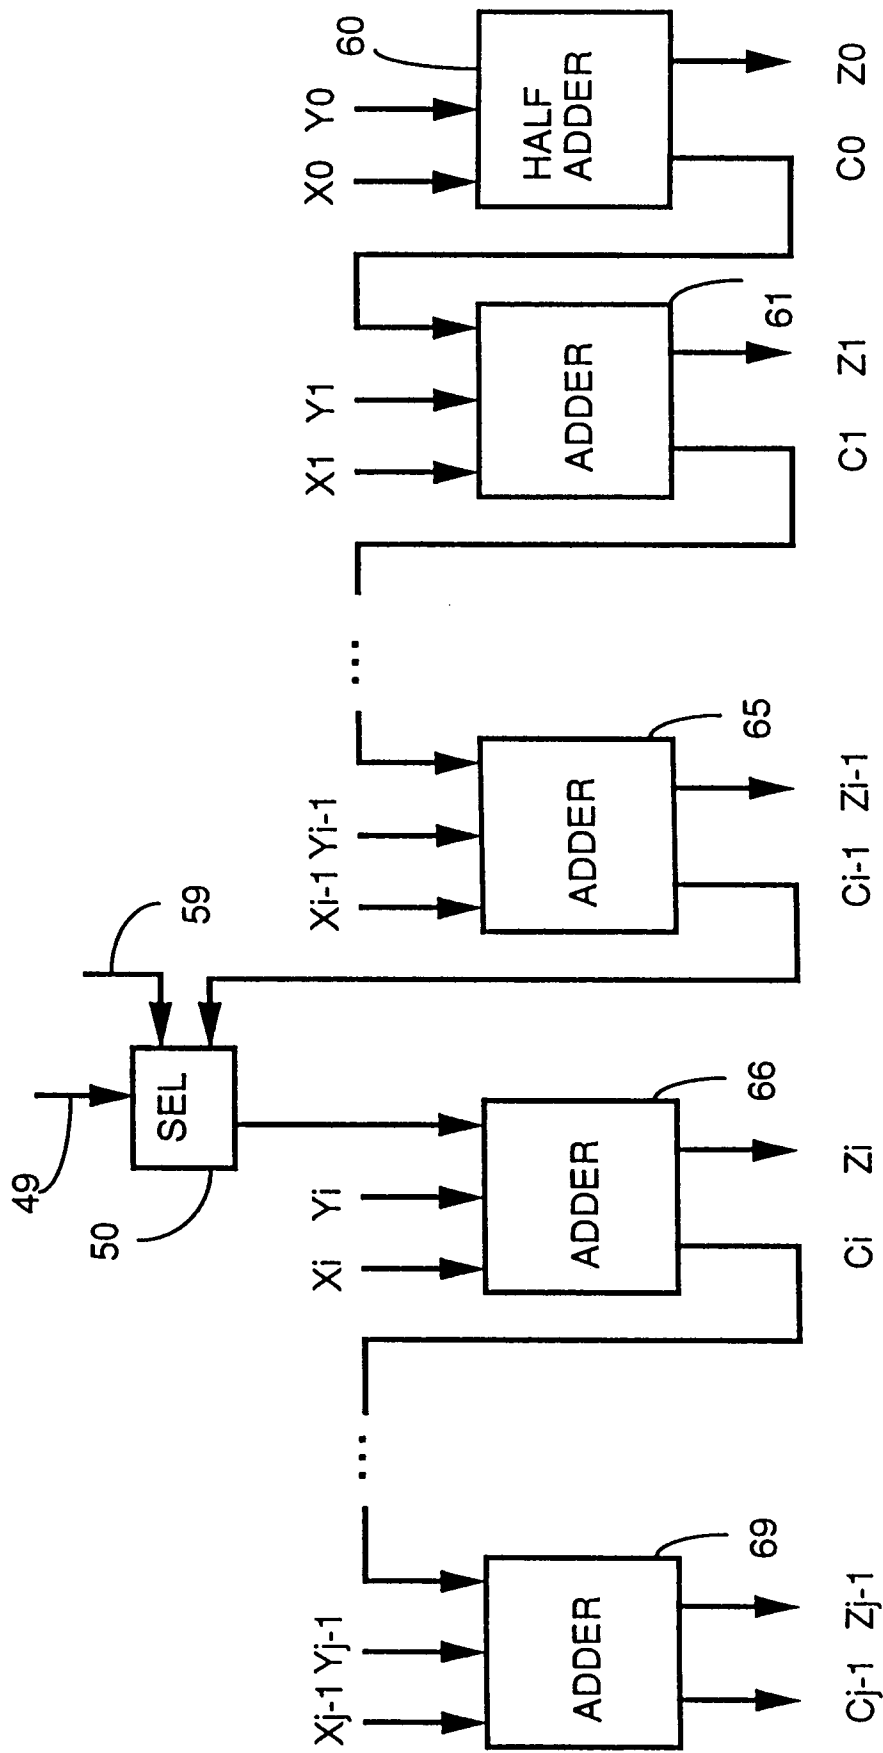 49
50
SEL
59
Xj-1 Yj-1
Xi Yi
Xi-1 Yi-1
X1 Y1
X0 Y0
60
ADDER
ADDER
ADDER
ADDER
HALF
ADDER
69
66
65
61
Cj-1 Zj-1
Ci Zi
Ci-1 Zi-1
C1 Z1
C0 Z0